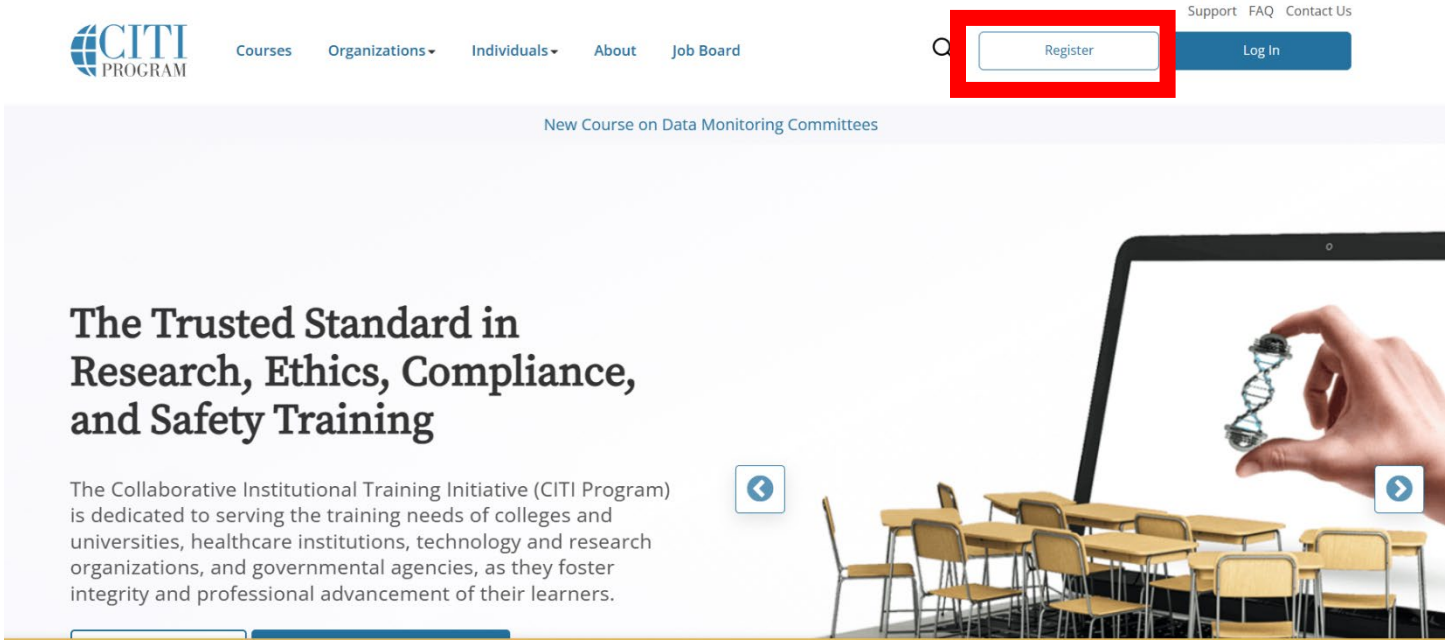 Support FAQ Contact Us
CITI
PROGRAM
Courses Organizations Individuals About Job Board
Register
Log In
New Course on Data Monitoring Committees
The Trusted Standard in
Research, Ethics, Compliance,
and Safety Training
The Collaborative Institutional Training Initiative (CITI Program)
is dedicated to serving the training needs of colleges and
universities, healthcare institutions, technology and research
organizations, and governmental agencies, as they foster
integrity and professional advancement of their learners.